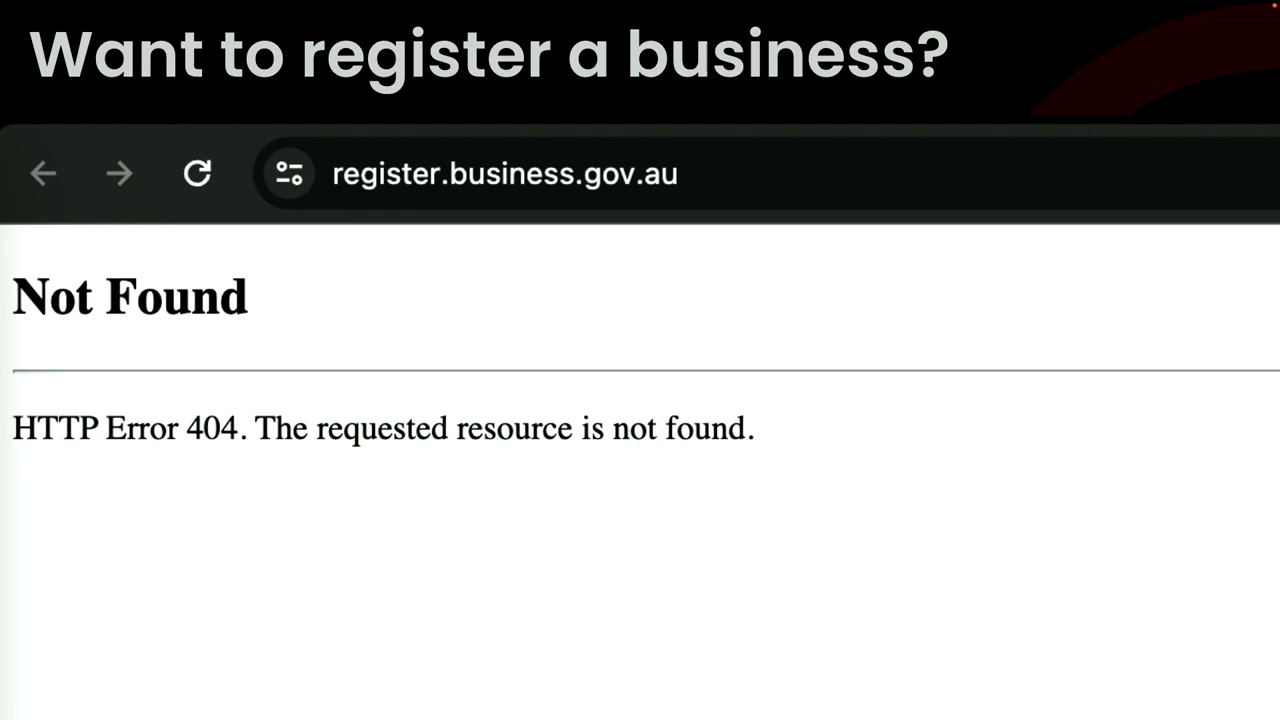 Want to register a business?
register.business.gov.au
Not Found
HTTP Error 404. The requested resource is not found.